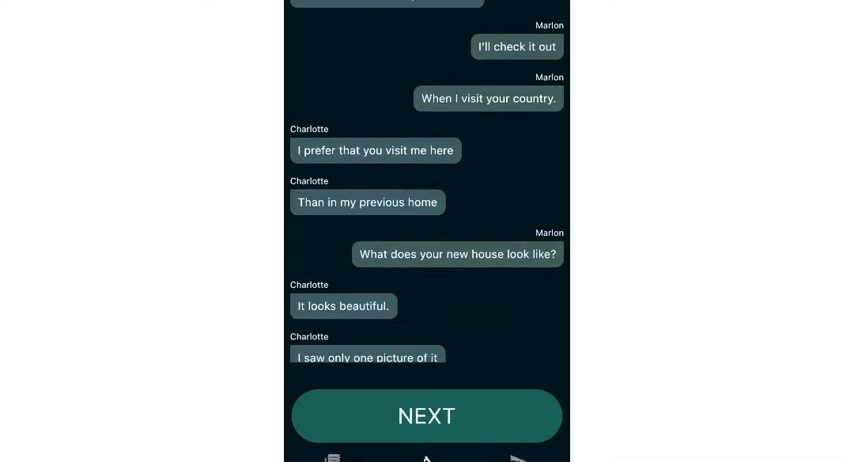 Marlon
I'll check it out
Marlon
When I visit your country.
Charlotte
I prefer that you visit me here
Charlotte
Than in my previous home
Marlon
What does your new house look like?
Charlotte
It looks beautiful.
Charlotte
I saw only one picture of it
NEXT